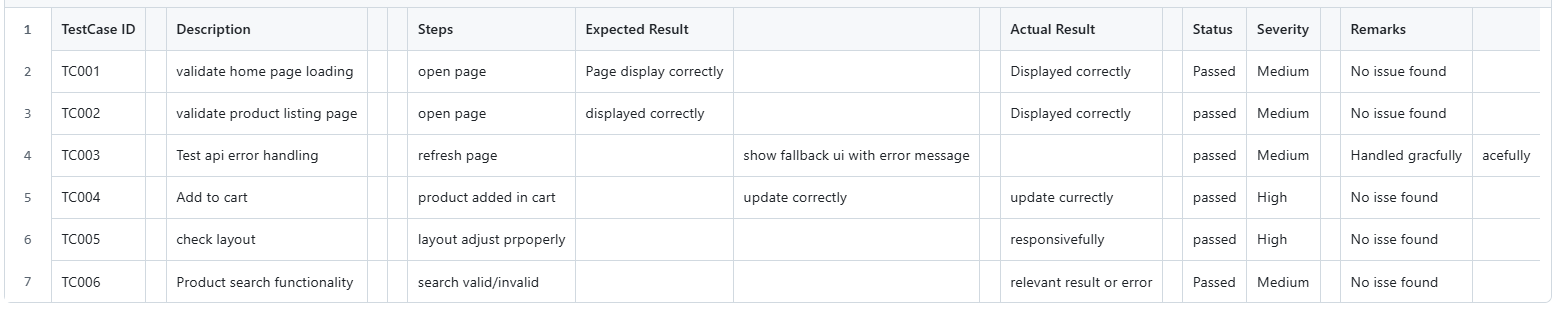 1 TestCase ID Description Steps Expected Result Actual Result Status Severity Remarks
2 TC001 validate home page loading open page Page display correctly Displayed correctly Passed Medium No issue found
3 TC002 validate product listing page open page displayed correctly Displayed correctly passed Medium No issue found
4 TC003 Test api error handling refresh page show fallback ui with error message passed Medium Handled gracfully acefully
5 TC004 Add to cart product added in cart update correctly update currectly passed High No isse found
6 TC005 check layout layout adjust prpoperly responsivefully passed High No isse found
7 TC006 Product search functionality search valid/invalid relevant result or error Passed Medium No isse found